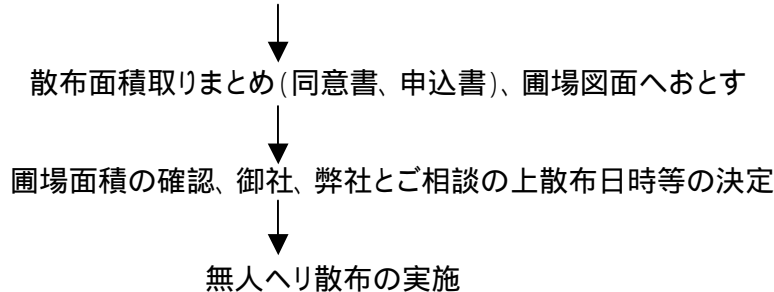 散布面積取りまとめ(同意書、申込書)、圃場図面へおとす
圃場面積の確認、御社、弊社とご相談の上散布日時等の決定
無人ヘリ散布の実施